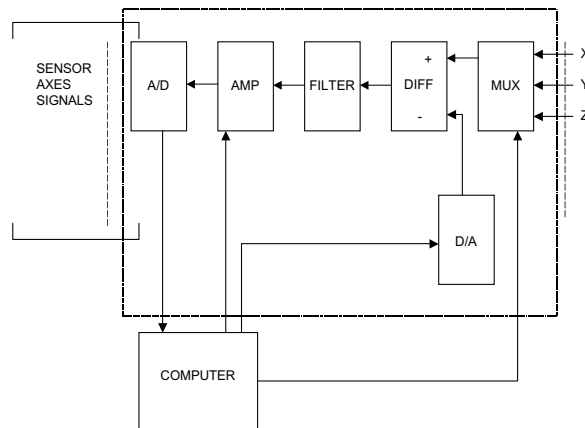 SENSOR
AXES
SIGNALS
A/D
AMP
FILTER
DIFF
+
-
MUX
X
Y
Z
D/A
COMPUTER